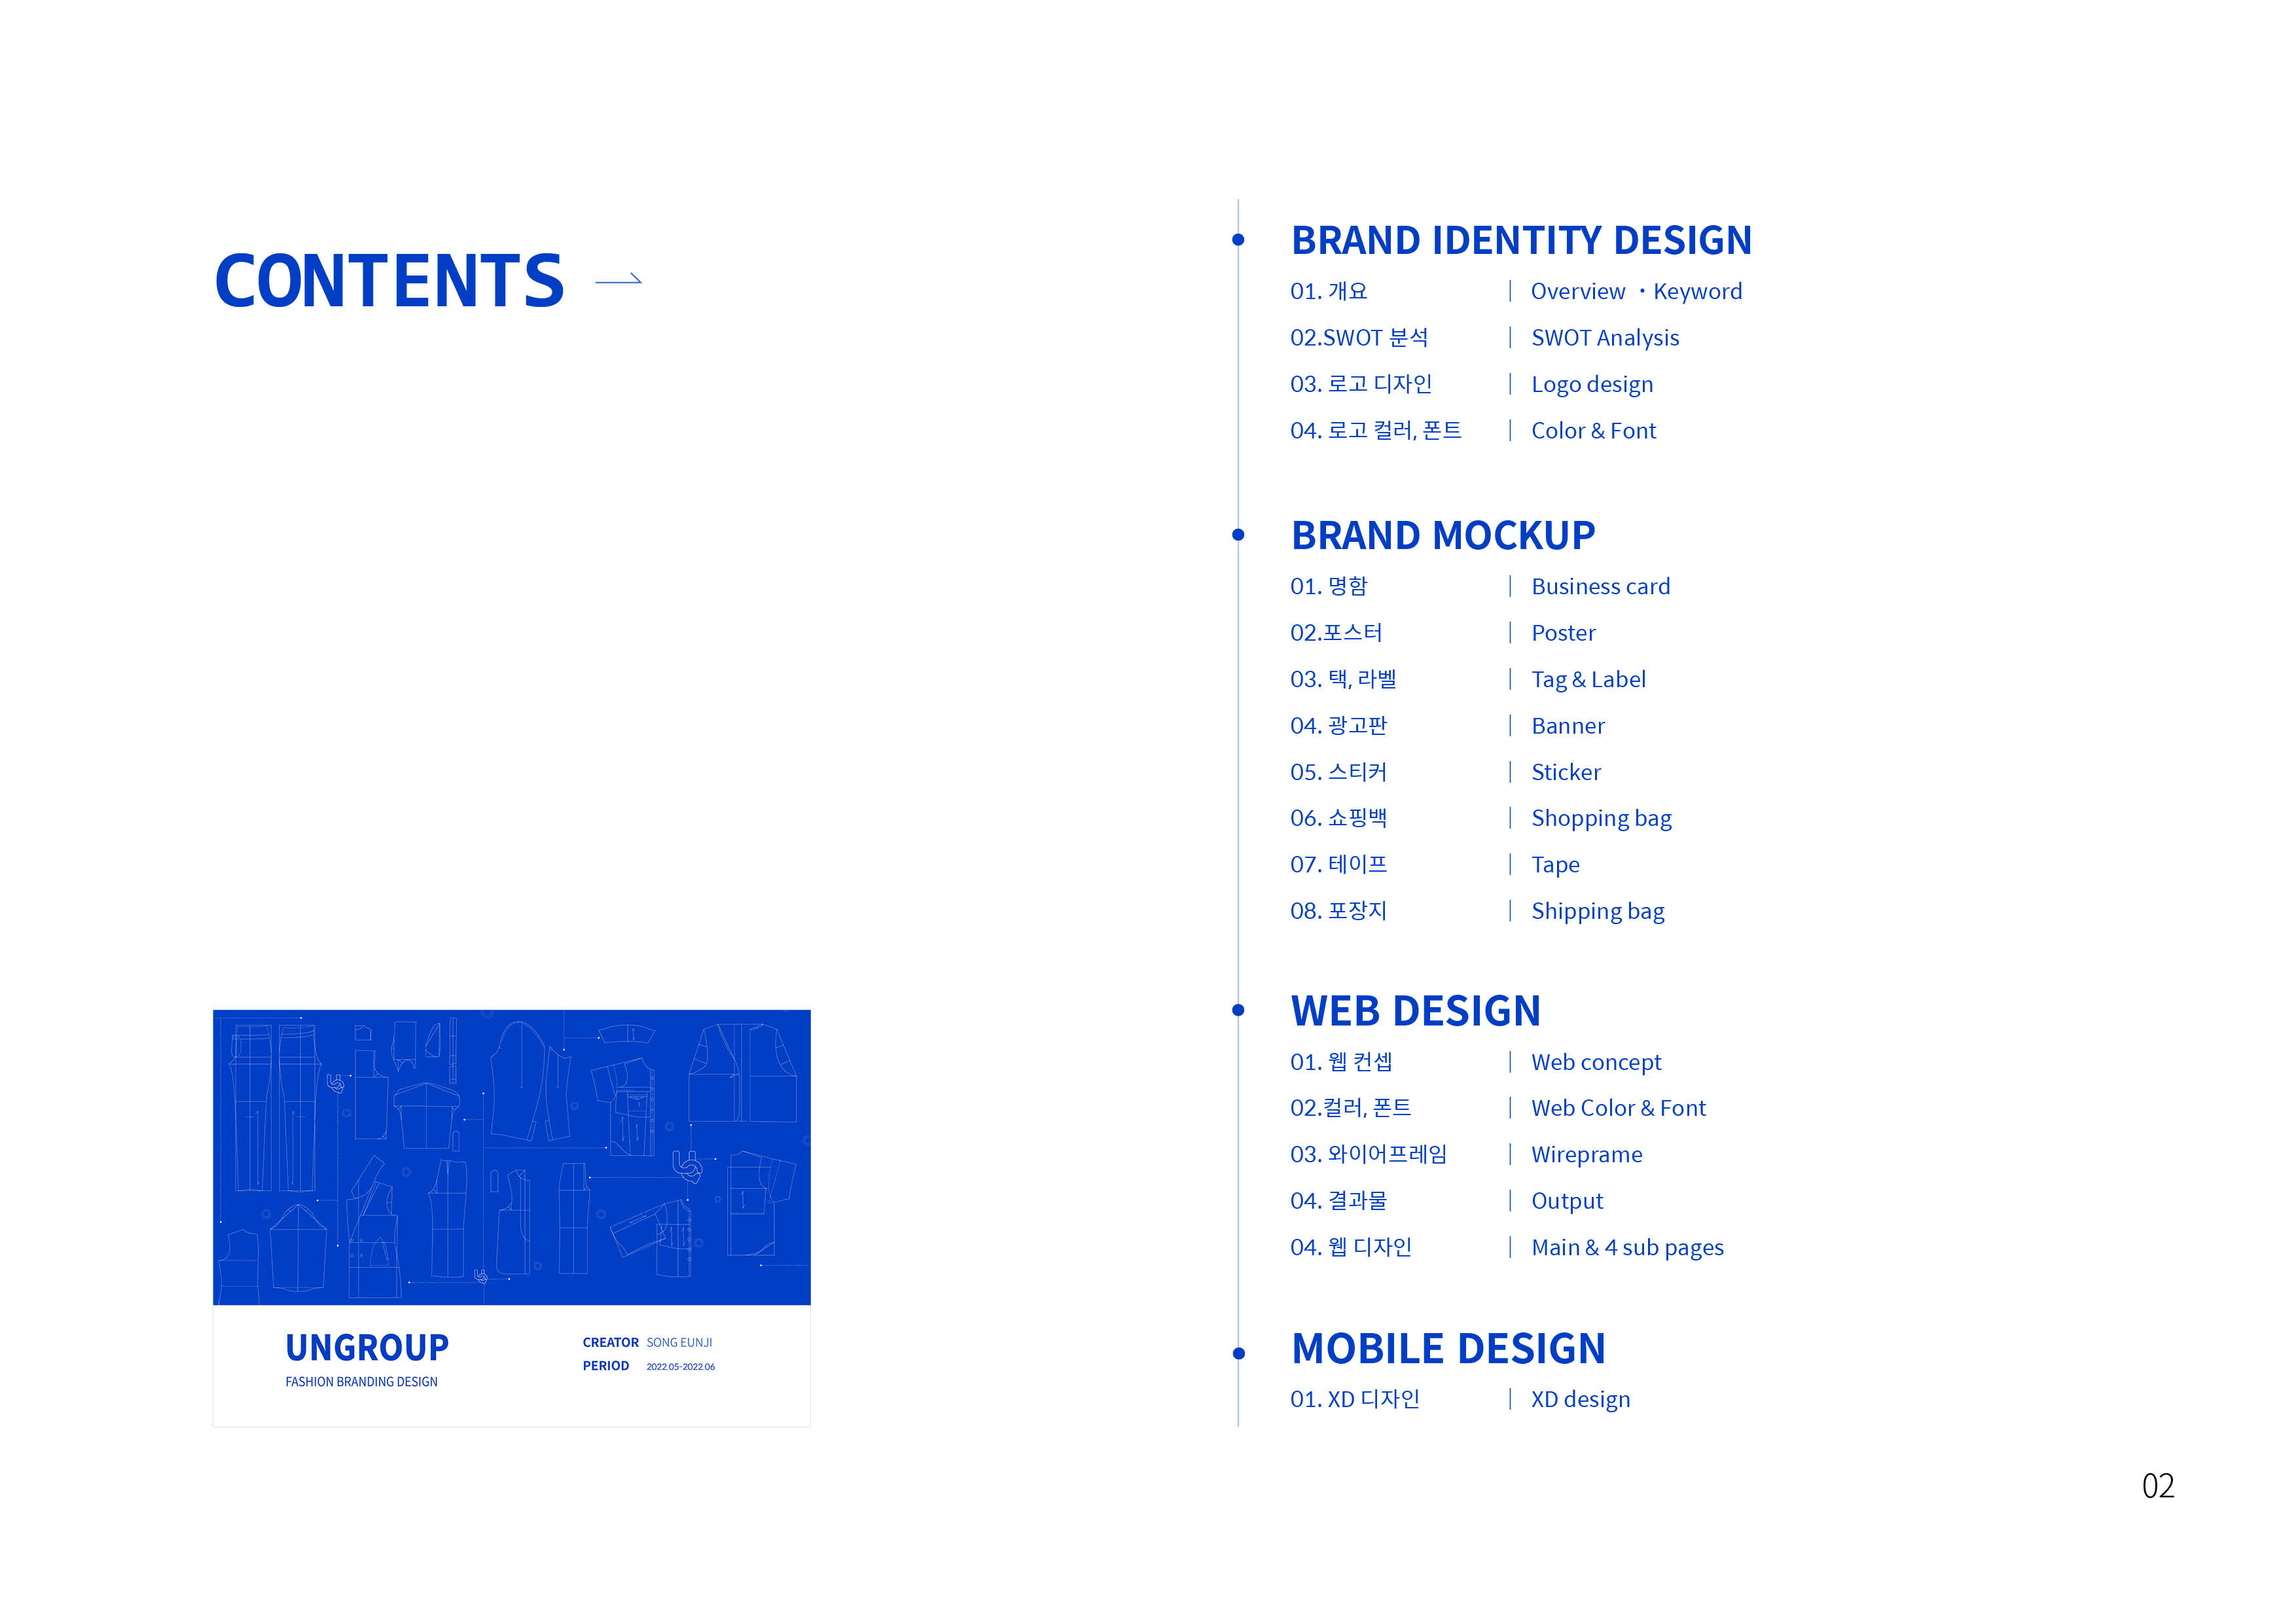 CONTENTS
BRAND IDENTITY DESIGN
01. 개요 | Overview ・Keyword
02.SWOT 분석 | SWOT Analysis
03. 로고 디자인 | Logo design
04. 로고 컬러, 폰트 | Color & Font
BRAND MOCKUP
01. 명함 | Business card
02.포스터 | Poster
03. 택, 라벨 | Tag & Label
04. 광고판 | Banner
05. 스티커 | Sticker
06. 쇼핑백 | Shopping bag
07. 테이프 | Tape
08. 포장지 | Shipping bag
WEB DESIGN
01. 웹 컨셉 | Web concept
02.컬러, 폰트 | Web Color & Font
03. 와이어프레임 | Wireprame
04. 결과물 | Output
04. 웹 디자인 | Main & 4 sub pages
MOBILE DESIGN
01. XD 디자인 | XD design
UNGROUP
FASHION BRANDING DESIGN
CREATOR SONG EUNJI
PERIOD 2022.05-2022.06
02